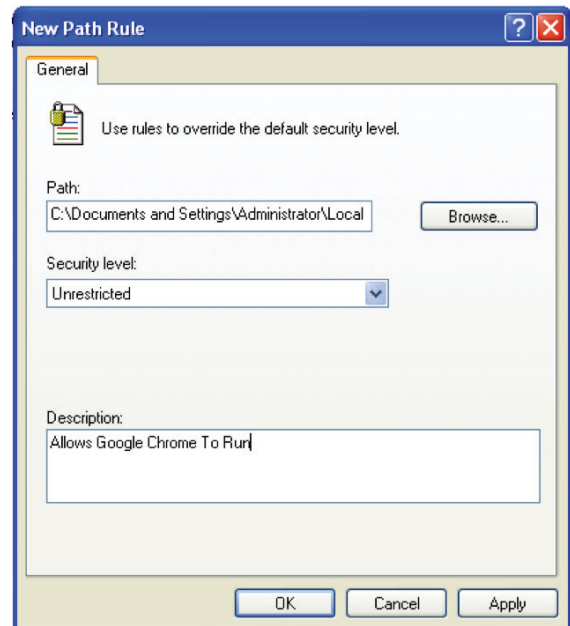 New Path Rule
General
Use rules to override the default security level.
Path:
C:\Documents and Settings\Administrator\Local
Browse...
Security level:
Unrestricted
Description:
Allows Google Chrome To Run
OK Cancel Apply